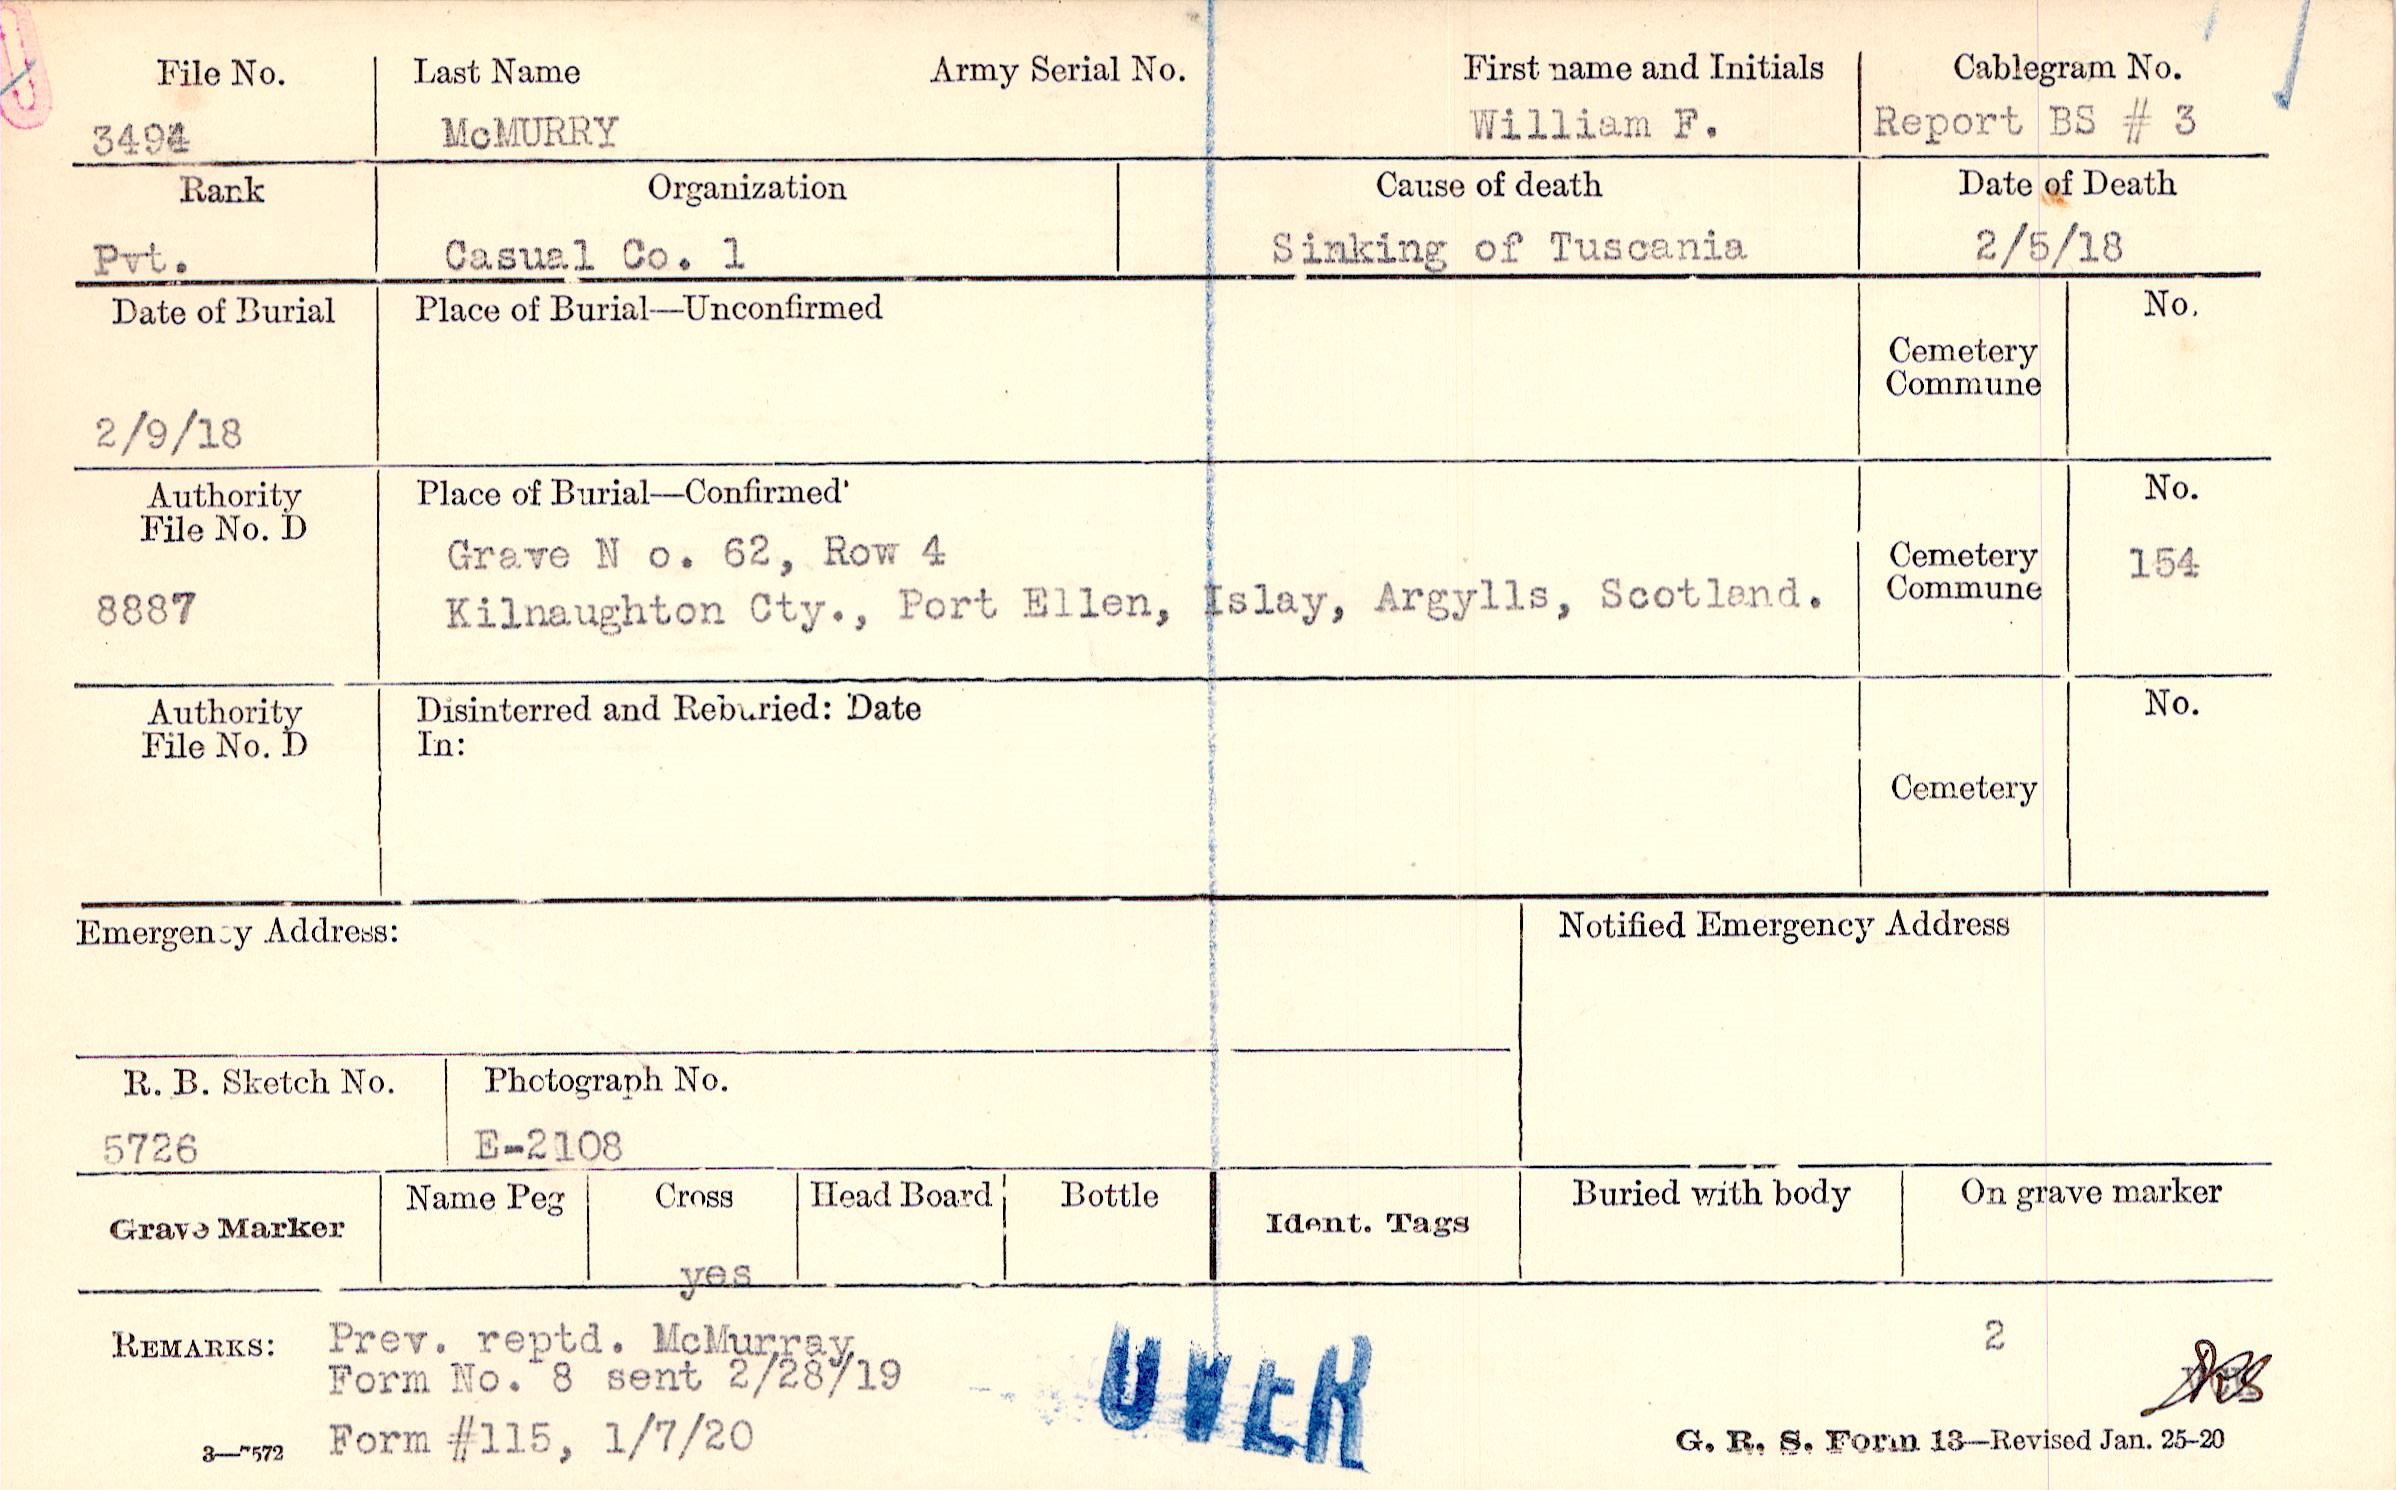 File No. Last Name Army Serial No. First name and Initials Cablegram No.
3494 McMURRY William F. Report BS # 3
Rank Organization Cause of death Date of Death
Pvt. Casual Co. 1 Sinking of Tuscania 2/5/18
Date of Burial Place of Burial—Unconfirmed No.
Cemetery
Commune
2/9/18
Authority Place of Burial—Confirmed No.
File No. D
Grave N o. 62, Row 4 Cemetery 154
8887 Kilnaughton Cty., Port Ellen, Islay, Argylls, Scotland. Commune
Authority Disinterred and Reburied: Date No.
File No. D In:
Cemetery
Emergency Address: Notified Emergency Address
R. B. Sketch No. Photograph No.
5726 E-2108
Grave Marker Name Peg Cross Head Board Bottle Ident. Tags Buried with body On grave marker
yes
REMARKS: Prev. reptd. McMurray 2
Form No. 8 sent 2/28/19
OVER
Form #115, 1/7/20
3—7572 G. R. S. Form 13—Revised Jan. 25-20